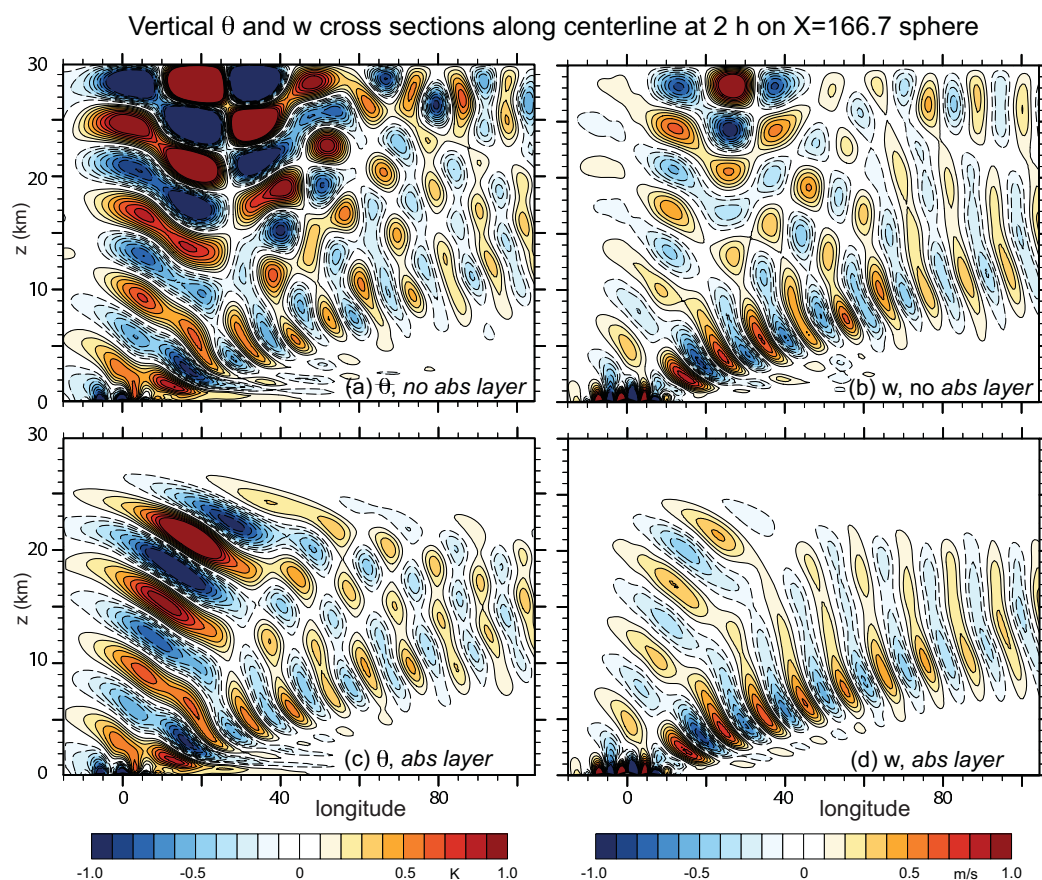 Vertical θ and w cross sections along centerline at 2 h on X=166.7 sphere
30
20
10
0
z (km)
(a) θ, no abs layer
(b) w, no abs layer
30
20
10
0
z (km)
(c) θ, abs layer
(d) w, abs layer
0 40 80
longitude
0 40 80
longitude
-1.0 -0.5 0 0.5 K 1.0
-1.0 -0.5 0 0.5 m/s 1.0